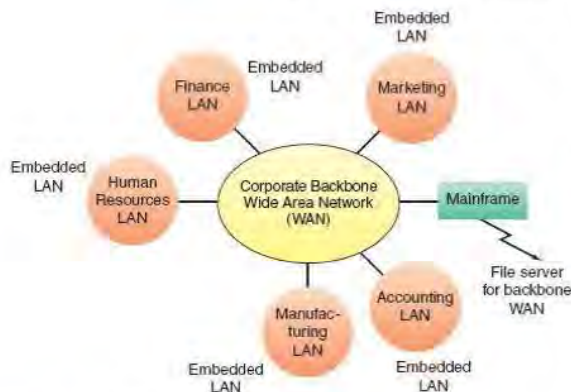 Embedded
LAN
Finance
LAN
Embedded
LAN
Marketing
LAN
Embedded
LAN
Human
Resources
LAN
Corporate Backbone
Wide Area Network
(WAN)
Mainframe
File server
for backbone
WAN
Manufac-
turing
LAN
Accounting
LAN
Embedded
LAN
Embedded
LAN